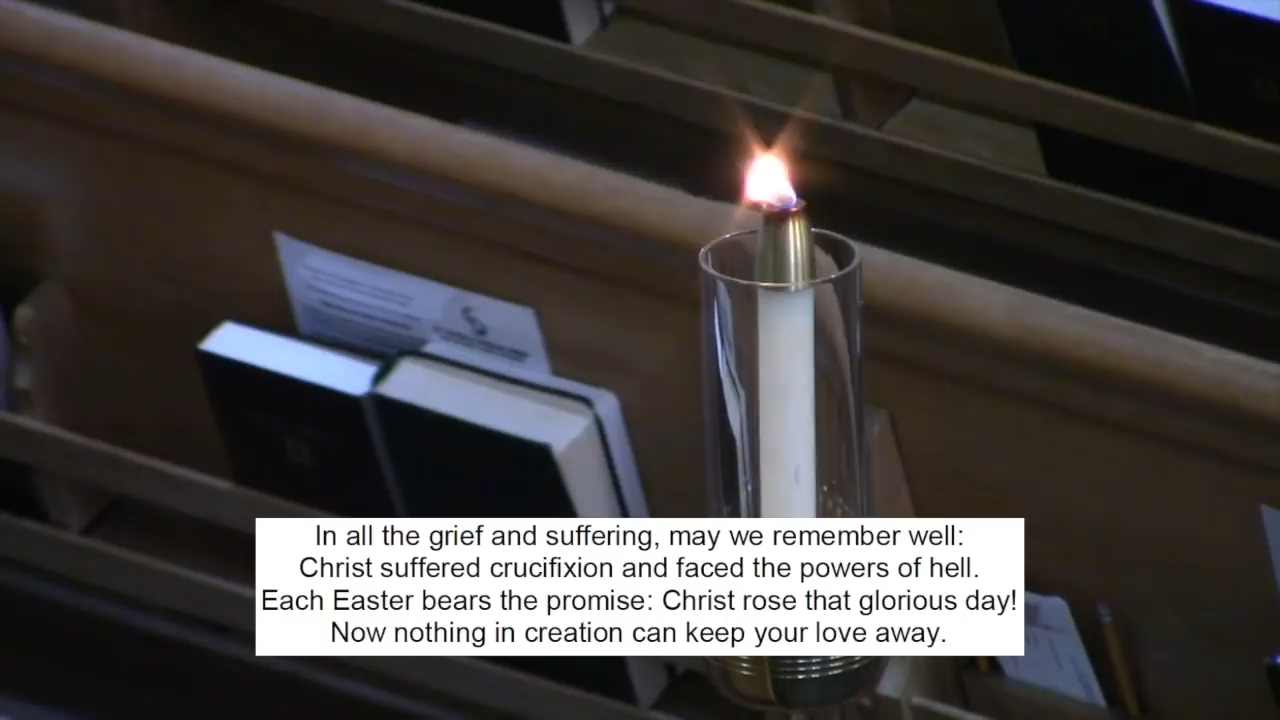 In all the grief and suffering, may we remember well:
Christ suffered crucifixion and faced the powers of hell.
Each Easter bears the promise: Christ rose that glorious day!
Now nothing in creation can keep your love away.